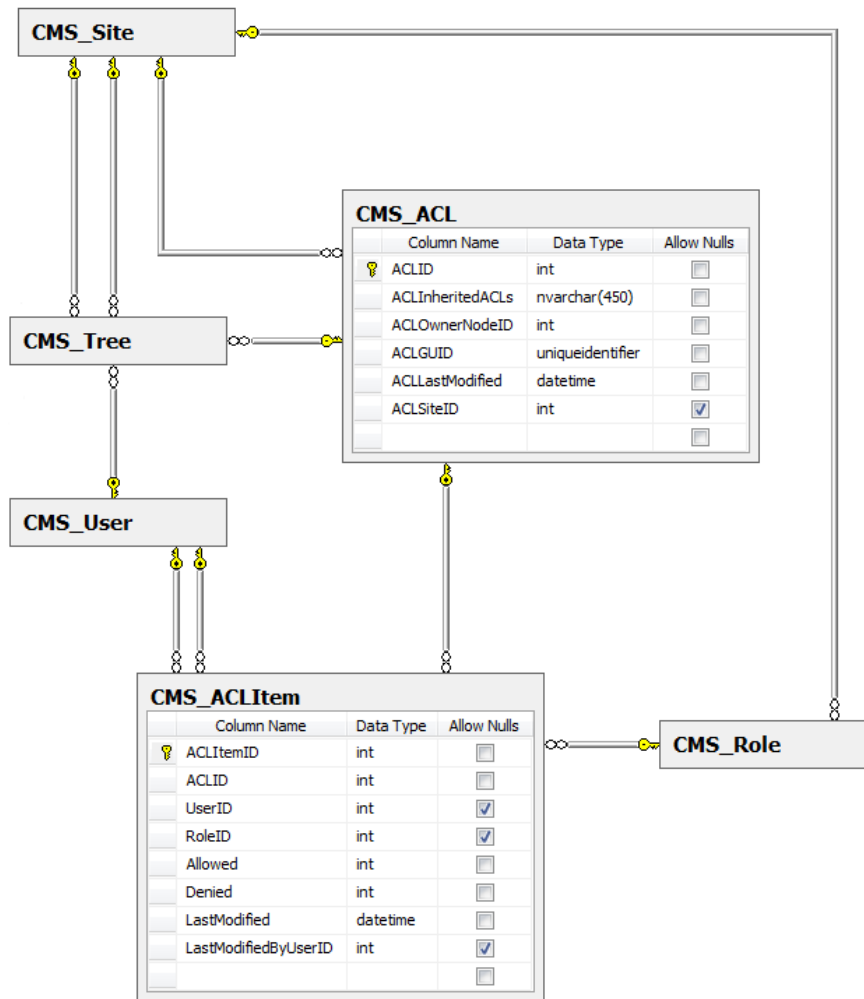 CMS_Site
CMS_ACL
Column Name Data Type Allow Nulls
ACLID int
ACLInheritedACLs nvarchar(450)
ACLOwnerNodeID int
ACLGUID uniqueidentifier
ACLLastModified datetime
ACLSiteID int
CMS_Tree
CMS_User
CMS_ACLItem
Column Name Data Type Allow Nulls
ACLItemID int
ACLID int
UserID int
RoleID int
Allowed int
Denied int
LastModified datetime
LastModifiedByUserID int
CMS_Role